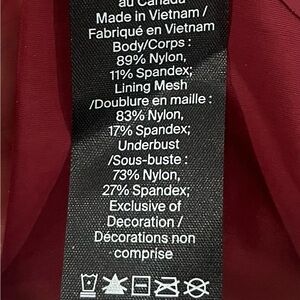 au Canada
Made in Vietnam /
Fabriqué en Vietnam
Body/Corps :
89% Nylon,
11% Spandex;
Lining Mesh
/Doublure en maille :
83% Nylon,
17% Spandex;
Underbust
/Sous-buste :
73% Nylon,
27% Spandex;
Exclusive of
Decoration /
Décorations non
comprise